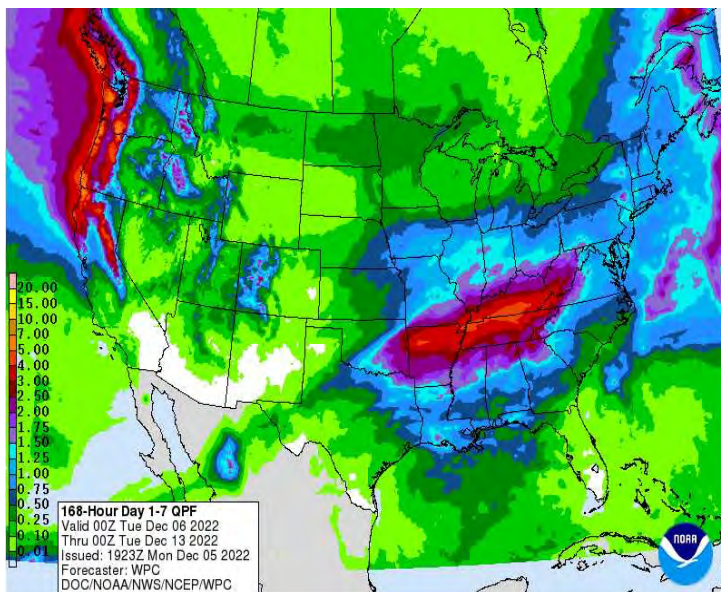 20.00
15.00
10.00
7.00
5.00
4.00
3.00
2.50
2.00
1.75
1.50
1.25
1.00
0.75
0.50
0.25
0.10
0.01
168-Hour Day 1-7 QPF
Valid 00Z Tue Dec 06 2022
Thru 00Z Tue Dec 13 2022
Issued: 1923Z Mon Dec 05 2022
Forecaster: WPC
DOC/NOAA/NWS/NCEP/WPC
NOAA